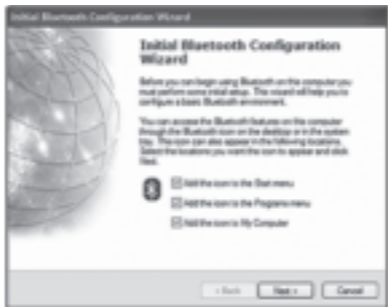 Initial Bluetooth Configuration Wizard
Initial Bluetooth Configuration
Wizard
Before you can begin using Bluetooth on this computer you
must perform some initial setup. This wizard will help you to
configure a basic Bluetooth environment.
You can access the Bluetooth features on this computer
through the Bluetooth icon on the desktop or in the system
tray. This icon can also appear in the following locations.
Select the locations you want the icon to appear and click
Next.
Add the icon to the Start menu
Add the icon to the Programs menu
Add the icon to My Computer
< Back
Next >
Cancel